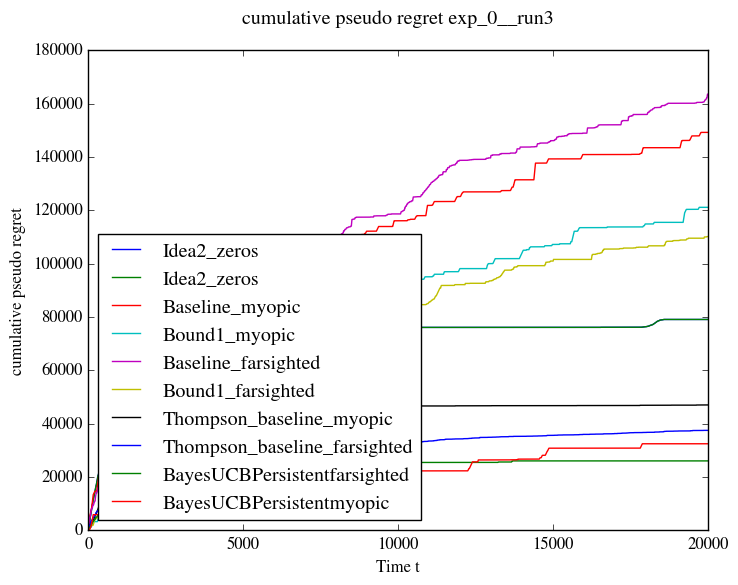 cumulative pseudo regret exp_0__run3
180000
160000
140000
120000
100000
80000
60000
40000
20000
0
cumulative pseudo regret
Idea2_zeros
Idea2_zeros
Baseline_myopic
Bound1_myopic
Baseline_farsighted
Bound1_farsighted
Thompson_baseline_myopic
Thompson_baseline_farsighted
BayesUCBPersistentfarsighted
BayesUCBPersistentmyopic
0 5000 10000 15000 20000
Time t